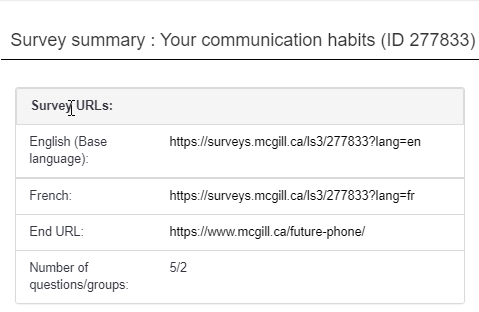 Survey summary : Your communication habits (ID 277833)
Survey URLs:
English (Base
language):
https://surveys.mcgill.ca/ls3/277833?lang=en
French:
https://surveys.mcgill.ca/ls3/277833?lang=fr
End URL:
https://www.mcgill.ca/future-phone/
Number of
questions/groups:
5/2